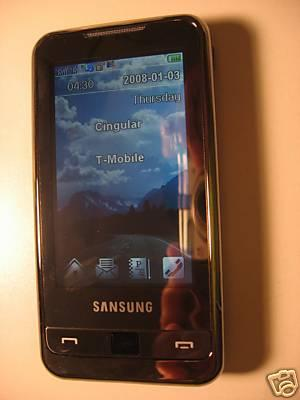 04:30
2008-01-03
Thursday
Cingular
T-Mobile
SAMSUNG